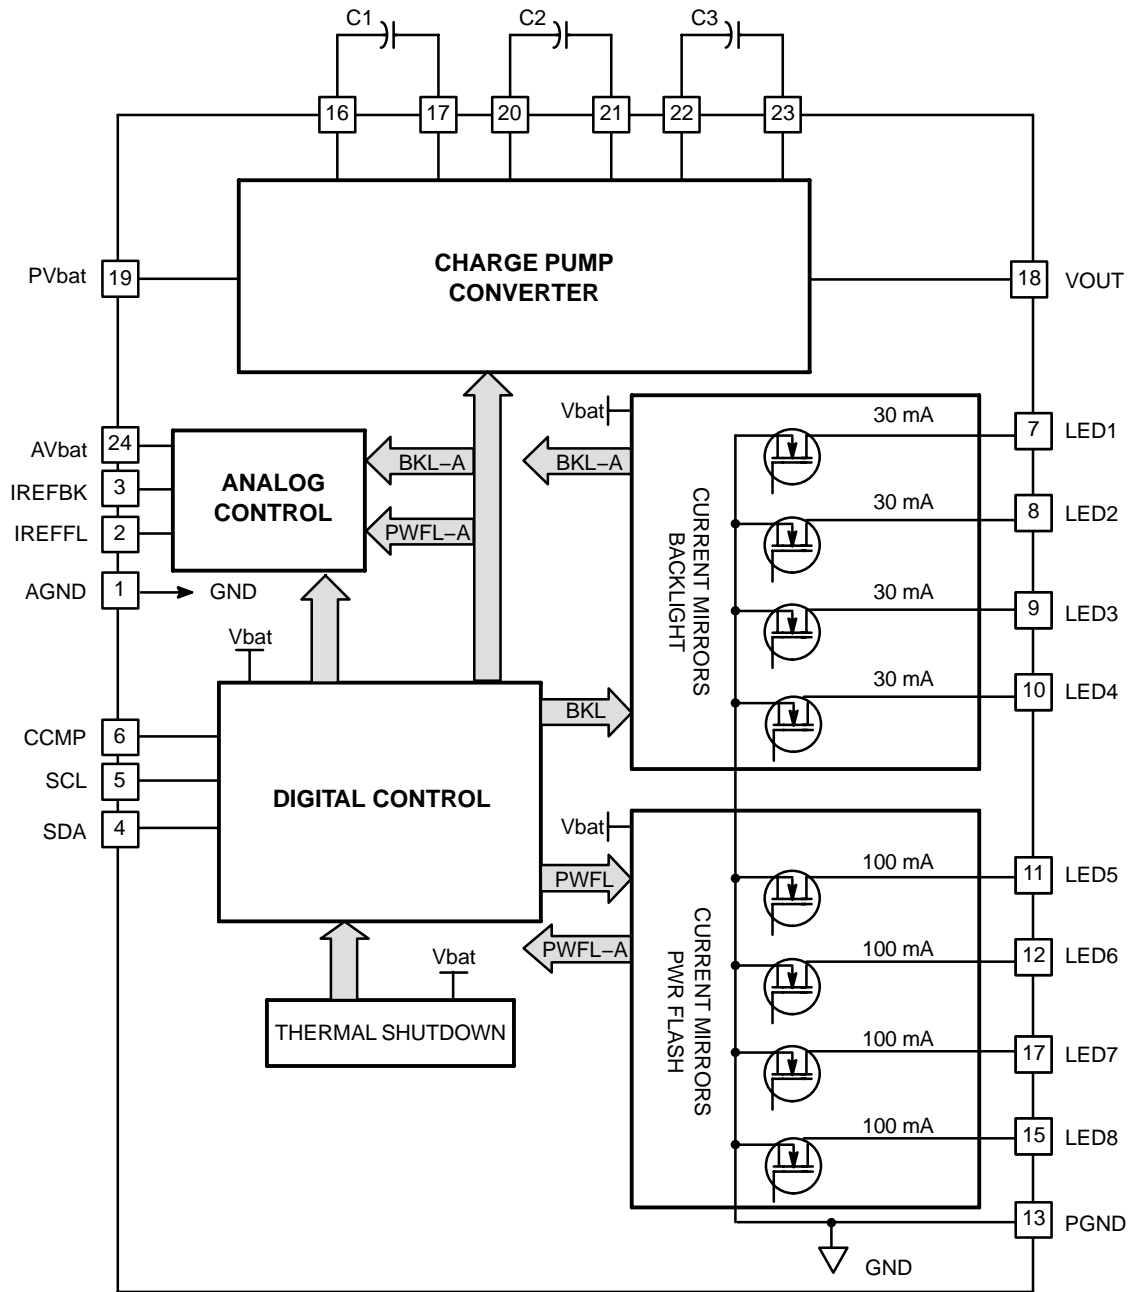 C1 C2 C3
16 17 20 21 22 23
CHARGE PUMP
CONVERTER
PVbat 19
18 VOUT
AVbat 24
IREFBK 3
IREFFL 2
AGND 1 GND
ANALOG
CONTROL
BKL–A
PWFL–A
BKL–A
Vbat
CURRENT MIRRORS
BACKLIGHT
30 mA 7 LED1
30 mA 8 LED2
30 mA 9 LED3
30 mA 10 LED4
Vbat
CCMP 6
SCL 5
SDA 4
DIGITAL CONTROL
BKL
PWFL
PWFL–A
Vbat
CURRENT MIRRORS
PWR FLASH
100 mA 11 LED5
100 mA 12 LED6
100 mA 17 LED7
100 mA 15 LED8
Vbat
THERMAL SHUTDOWN
13 PGND
GND